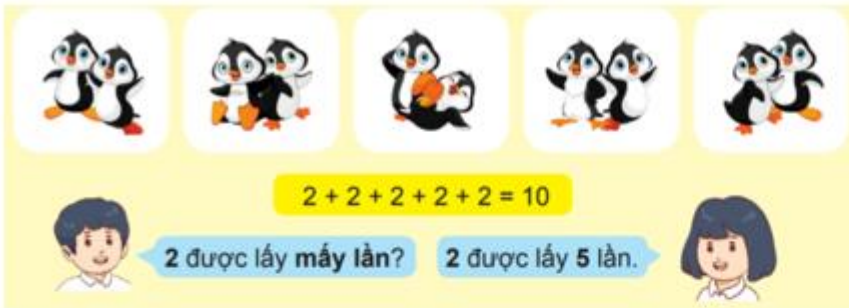 2 + 2 + 2 + 2 + 2 = 10
2 được lấy mấy lần?
2 được lấy 5 lần.